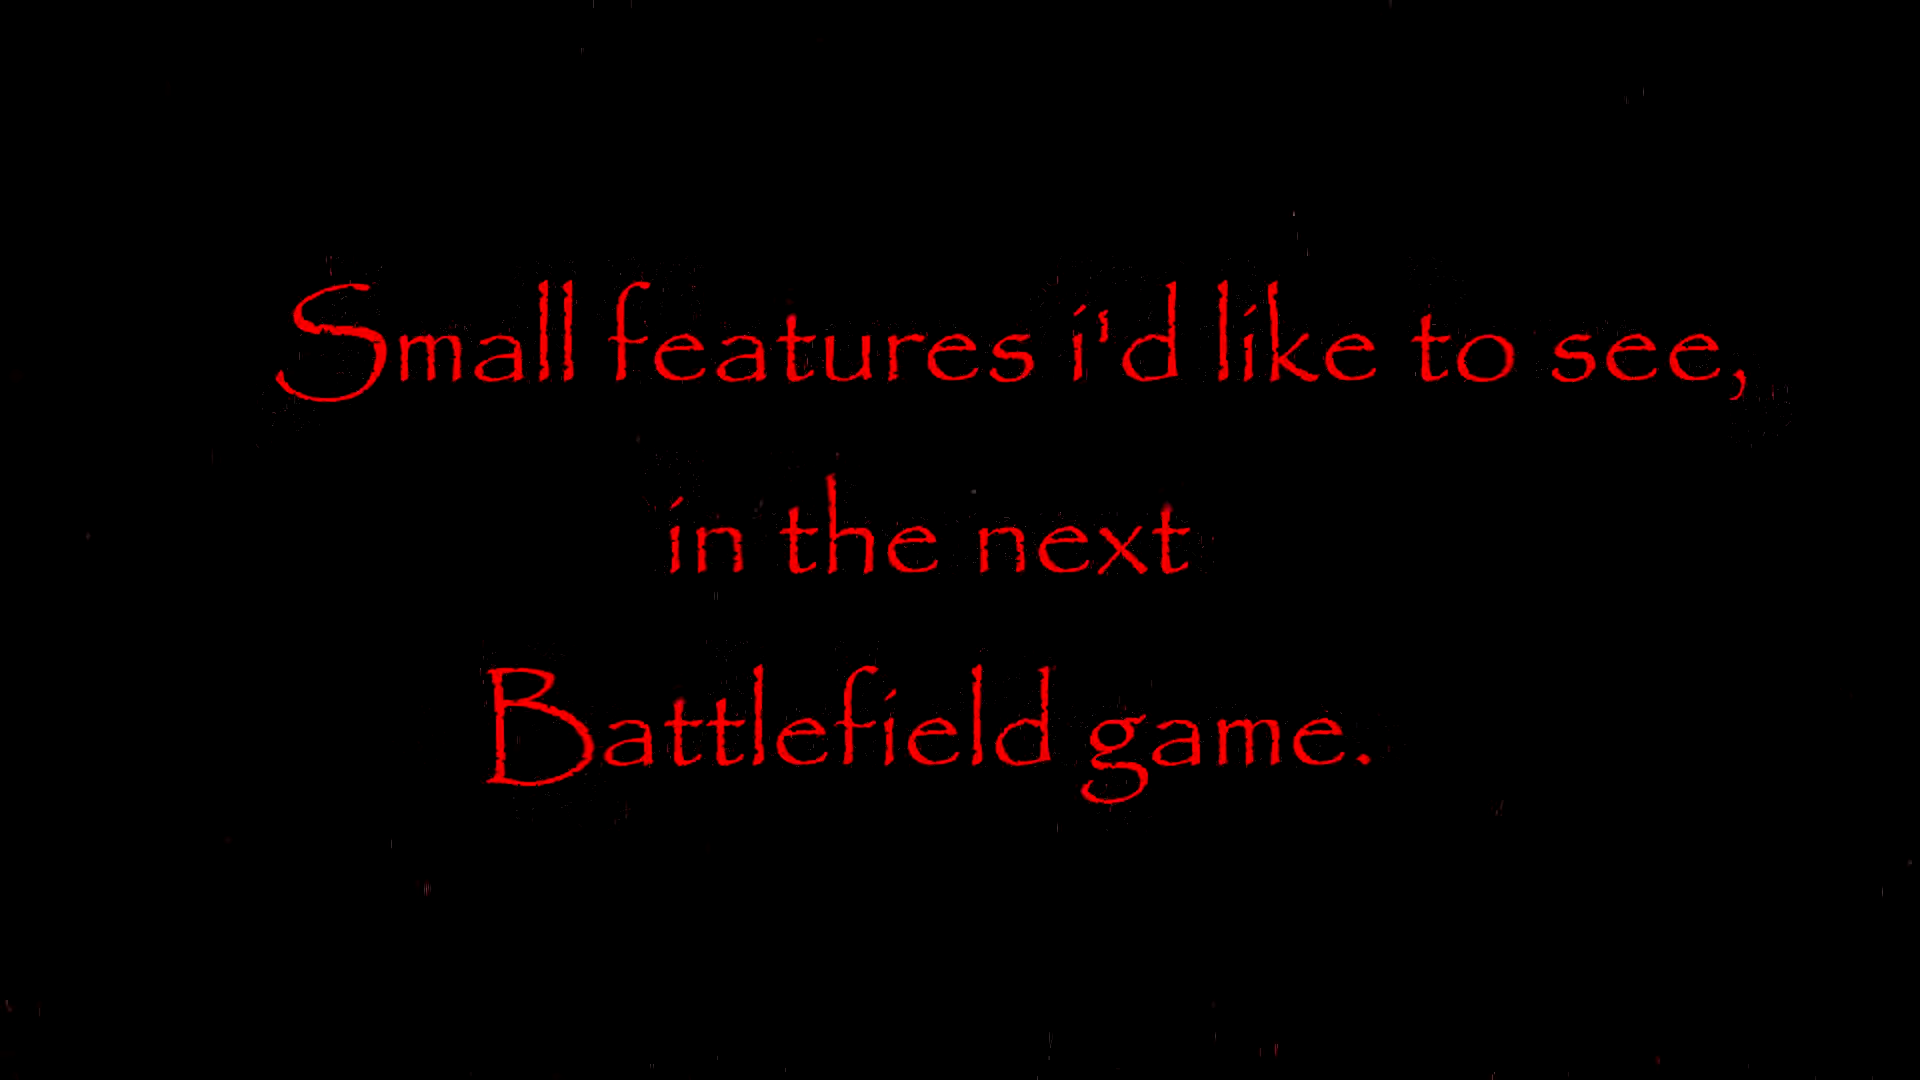 Small features i'd like to see,
in the next
Battlefield game.